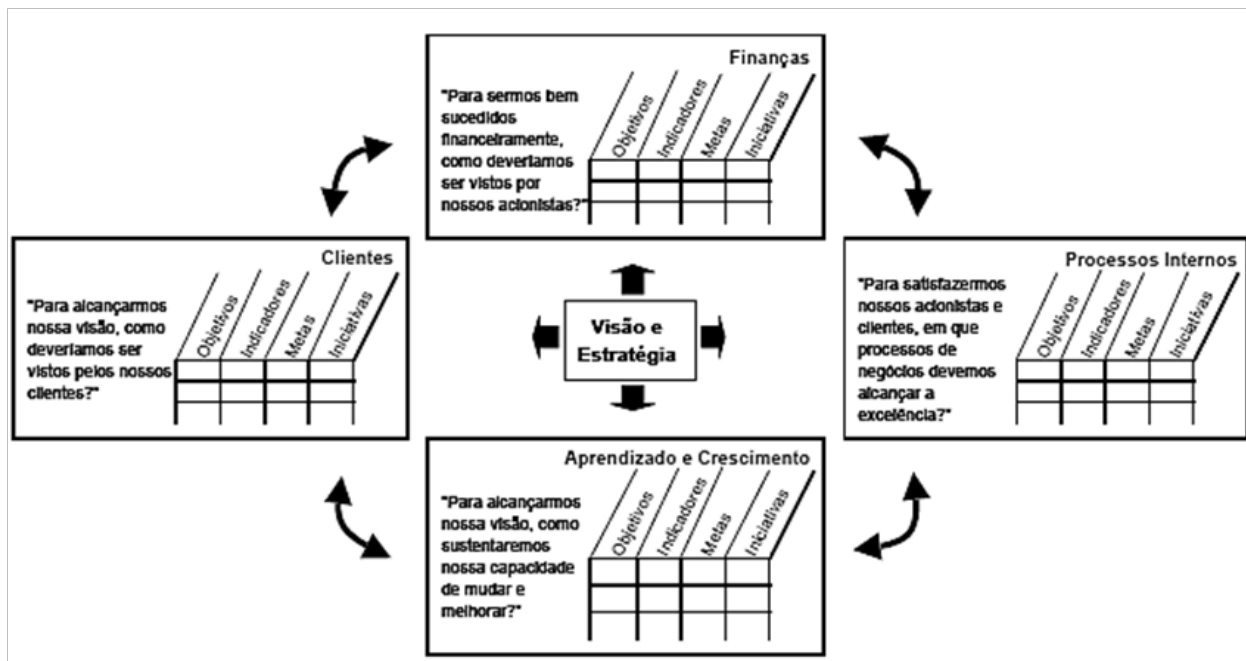 Finanças
"Para sermos bem
sucedidos
financeiramente,
como deveríamos
ser vistos por
nossos acionistas?"
Objetivos
Indicadores
Metas
Iniciativas
Clientes
"Para alcançarmos
nossa visão, como
deveríamos ser
vistos pelos nossos
clientes?"
Objetivos
Indicadores
Metas
Iniciativas
Visão e
Estratégia
Processos Internos
"Para satisfazermos
nossos acionistas e
clientes, em que
processos de
negócios devemos
alcançar a
excelência?"
Objetivos
Indicadores
Metas
Iniciativas
Aprendizado e Crescimento
"Para alcançarmos
nossa visão, como
sustentaremos
nossa capacidade
de mudar e
melhorar?"
Objetivos
Indicadores
Metas
Iniciativas